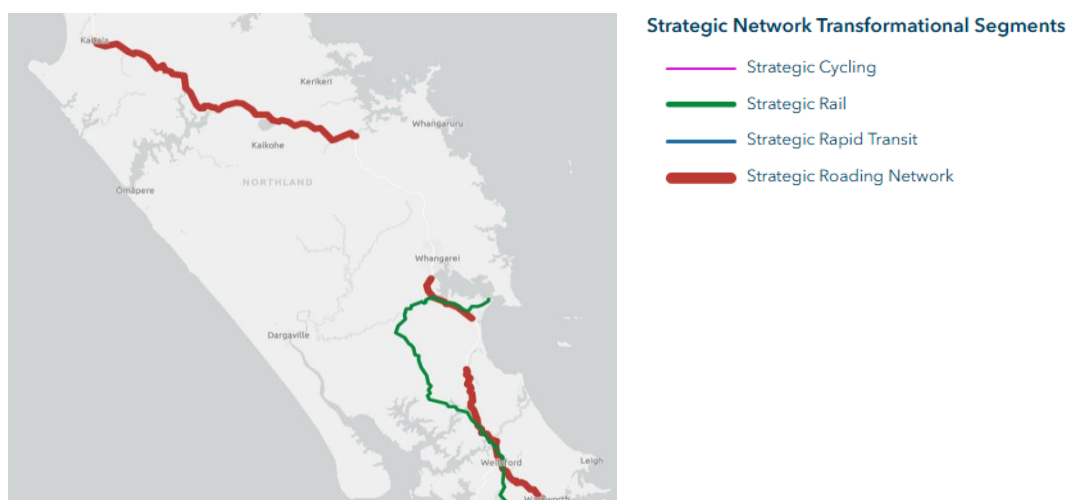 Strategic Network Transformational Segments
Strategic Cycling
Strategic Rail
Strategic Rapid Transit
Strategic Roading Network
Kaitaia
Kerikeri
Whangaruru
Kaikohe
NORTHLAND
Ōmāpere
Whangarei
Dargaville
Wellsford
Leigh
Warkworth